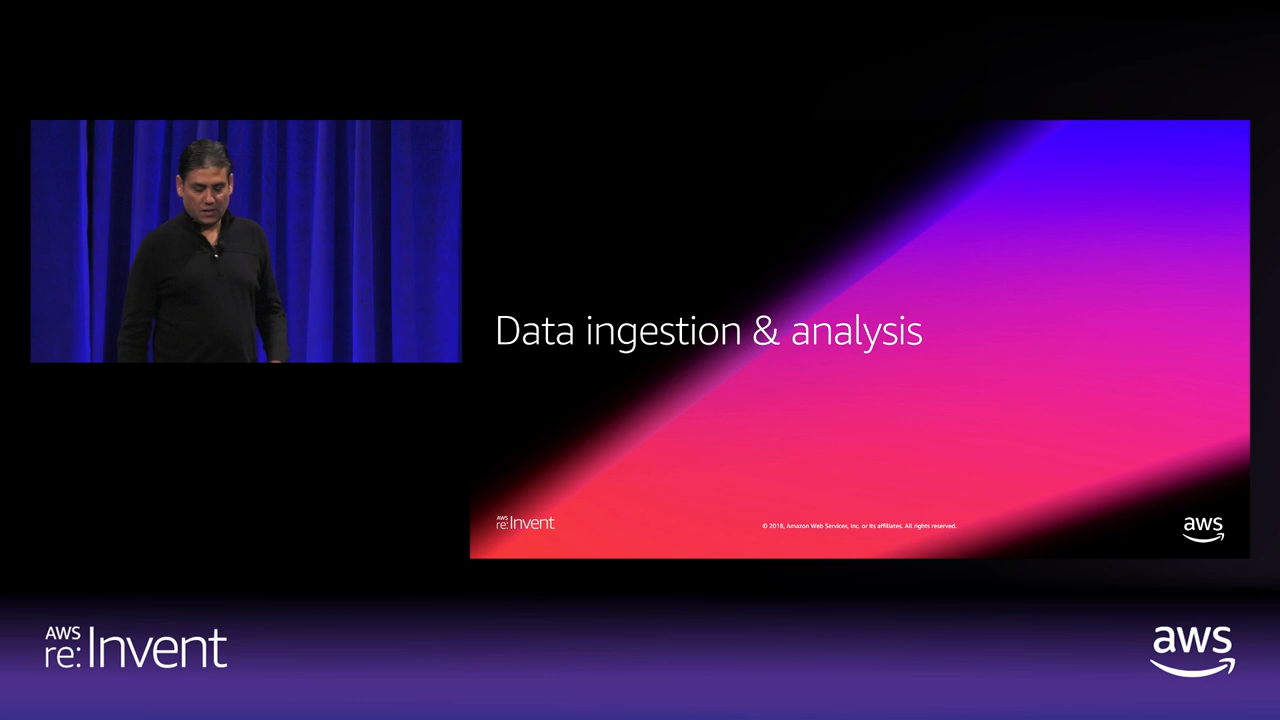 Data ingestion & analysis
AWS
re:Invent
© 2018, Amazon Web Services, Inc. or its affiliates. All rights reserved.
aws
AWS
re:Invent
aws